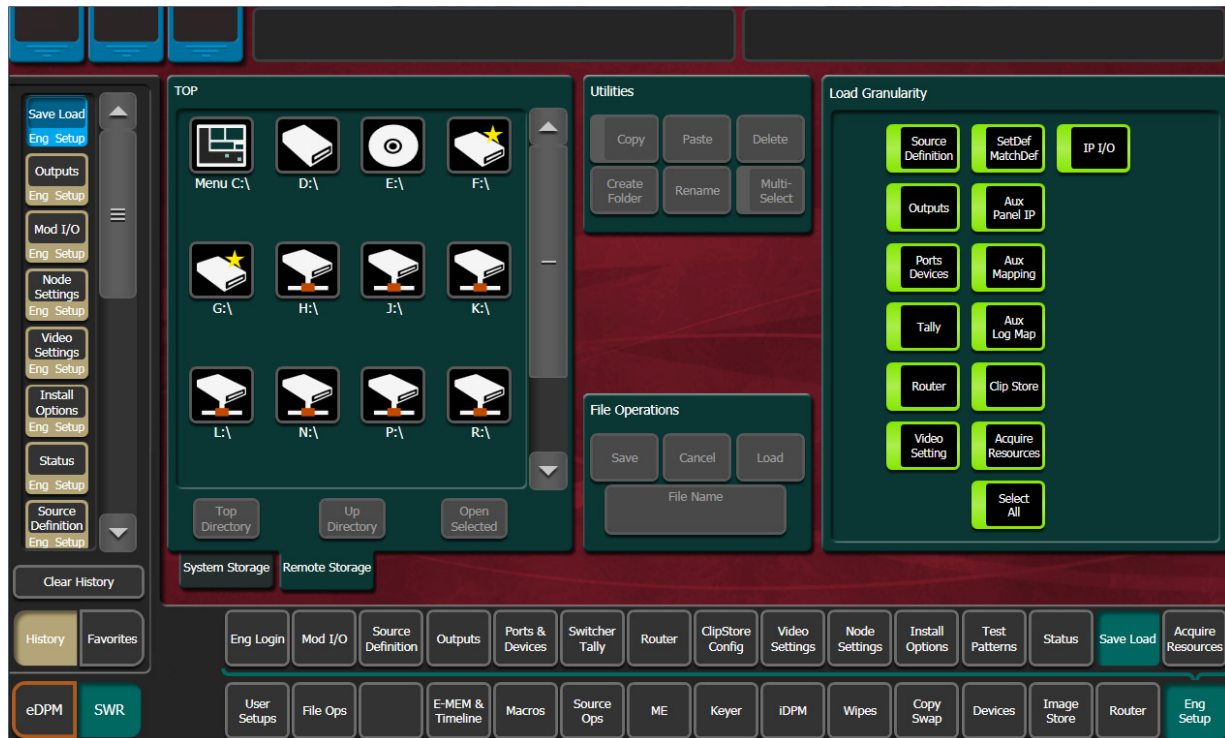 Save Load
Eng Setup
Outputs
Eng Setup
Mod I/O
Eng Setup
Node
Settings
Eng Setup
Video
Settings
Eng Setup
Install
Options
Eng Setup
Status
Eng Setup
Source
Definition
Eng Setup
Clear History
History
Favorites
eDPM
SWR
TOP
Menu C:\
D:\
E:\
F:\
G:\
H:\
J:\
K:\
L:\
N:\
P:\
R:\
Top
Directory
Up
Directory
Open
Selected
System Storage
Remote Storage
Utilities
Copy
Paste
Delete
Create
Folder
Rename
Multi-
Select
File Operations
Save
Cancel
Load
File Name
Load Granularity
Source
Definition
SetDef
MatchDef
IP I/O
Outputs
Aux
Panel IP
Ports
Devices
Aux
Mapping
Tally
Aux
Log Map
Router
Clip Store
Video
Setting
Acquire
Resources
Select
All
Eng Login
Mod I/O
Source
Definition
Outputs
Ports &
Devices
Switcher
Tally
Router
ClipStore
Config
Video
Settings
Node
Settings
Install
Options
Test
Patterns
Status
Save Load
Acquire
Resources
User
Setups
File Ops
E-MEM &
Timeline
Macros
Source
Ops
ME
Keyer
iDPM
Wipes
Copy
Swap
Devices
Image
Store
Router
Eng
Setup